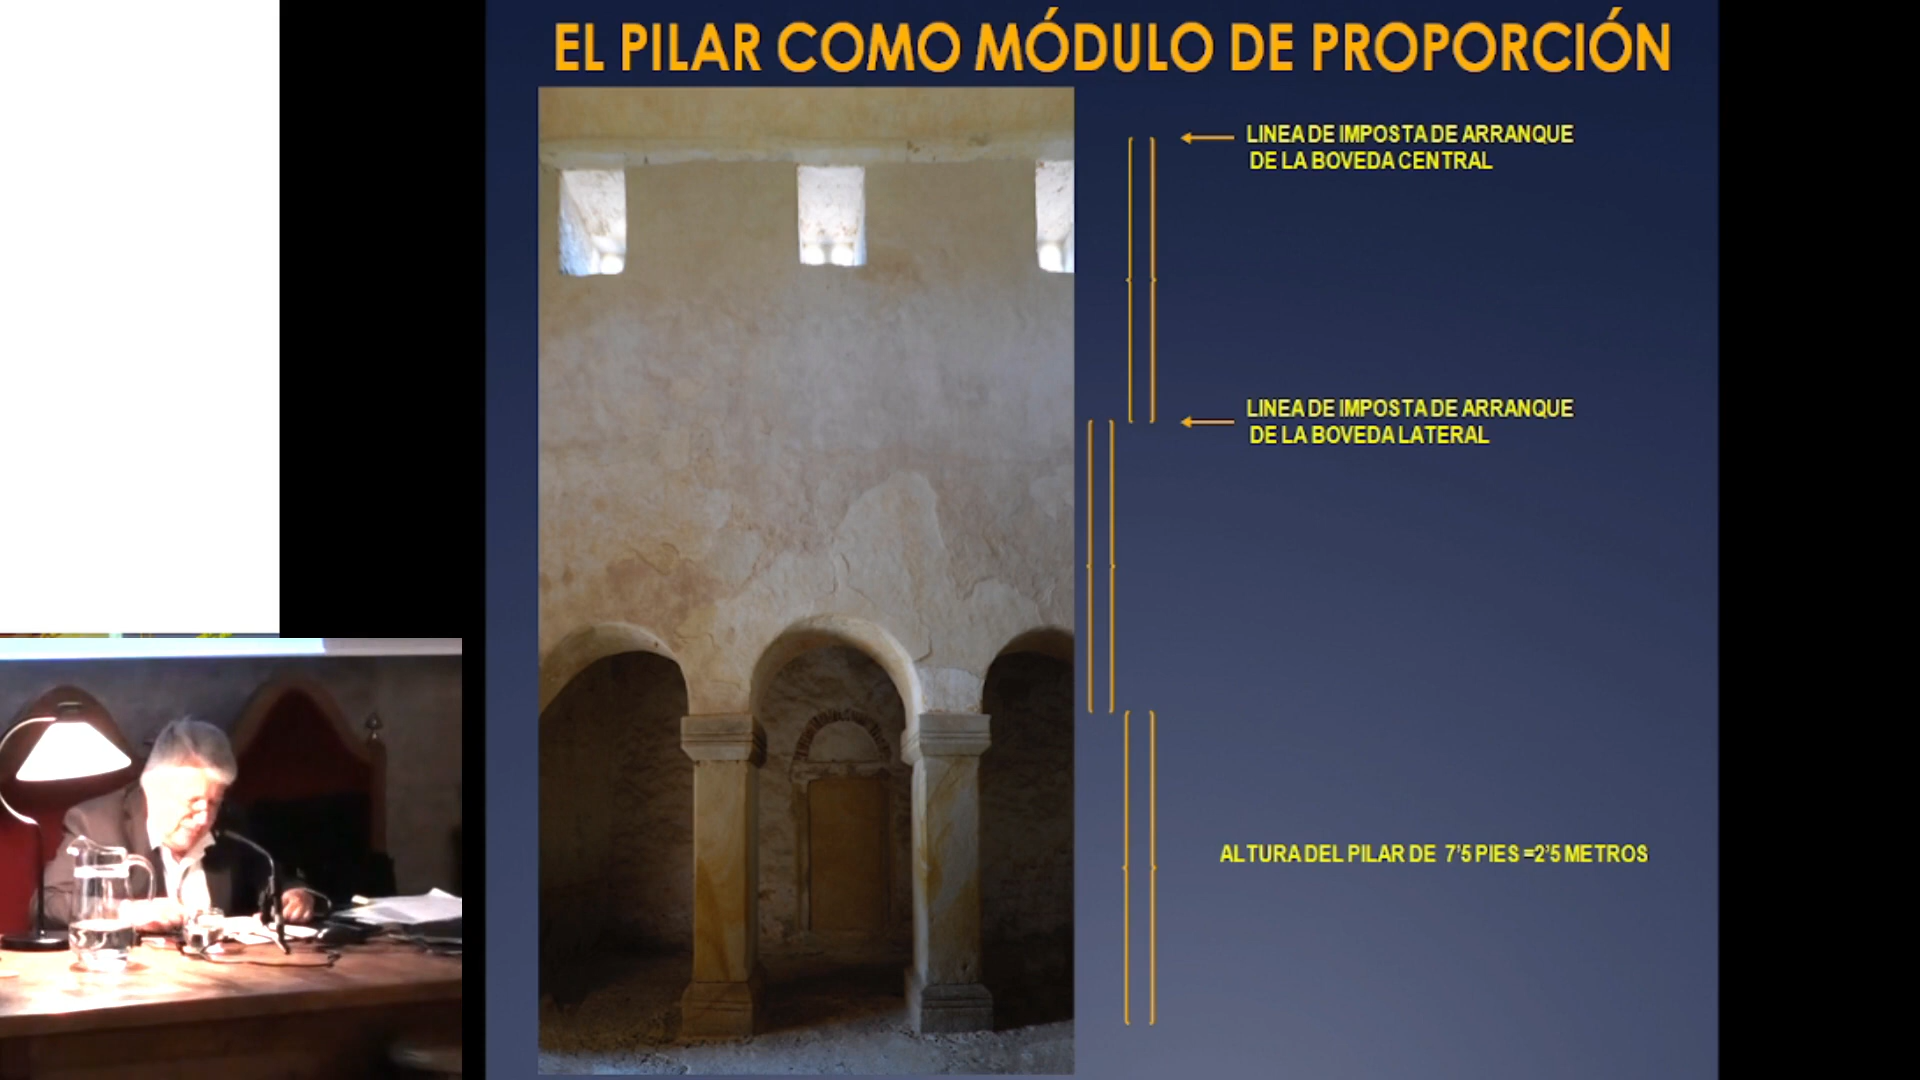 EL PILAR COMO MÓDULO DE PROPORCIÓN
LINEA DE IMPOSTA DE ARRANQUE
DE LA BOVEDA CENTRAL
LINEA DE IMPOSTA DE ARRANQUE
DE LA BOVEDA LATERAL
ALTURA DEL PILAR DE 7'5 PIES =2'5 METROS